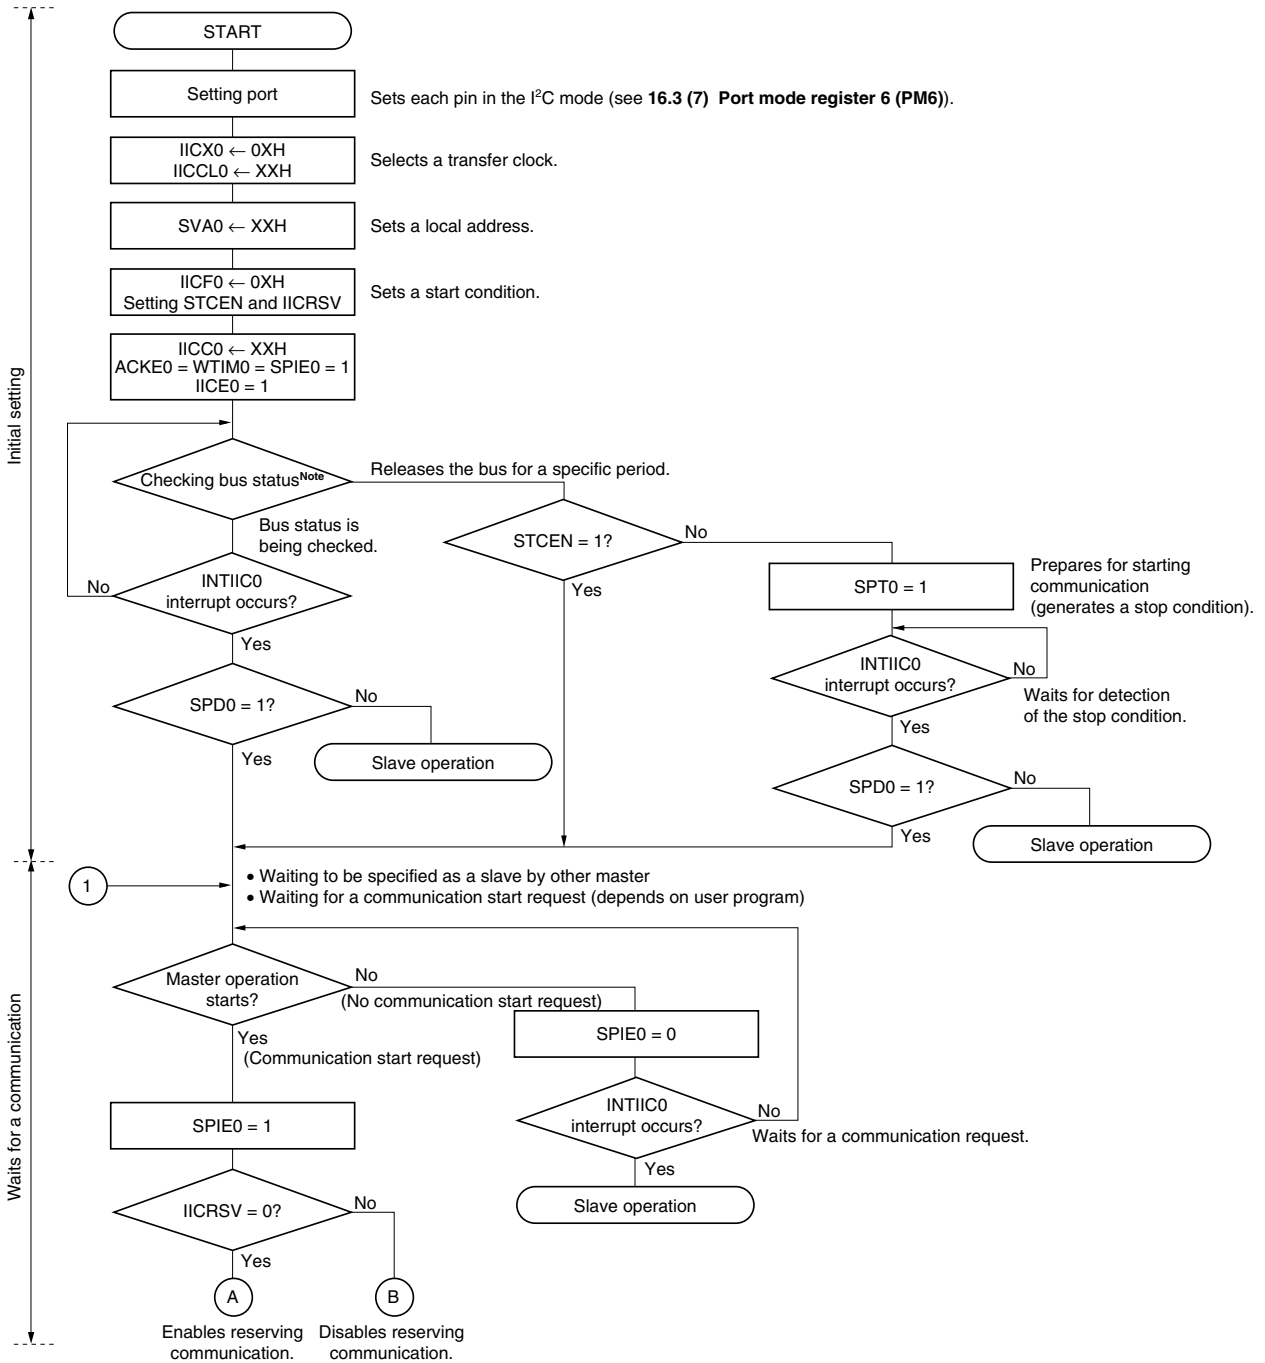 START
Setting port
Sets each pin in the I²C mode (see 16.3 (7) Port mode register 6 (PM6)).
IICX0 ← 0XH
IICCL0 ← XXH
Selects a transfer clock.
SVA0 ← XXH
Sets a local address.
IICF0 ← 0XH
Setting STCEN and IICRSV
Sets a start condition.
IICC0 ← XXH
ACKE0 = WTIM0 = SPIE0 = 1
IICE0 = 1
Initial setting
Checking bus statusNote
Releases the bus for a specific period.
Bus status is
being checked.
STCEN = 1?
No
Yes
SPT0 = 1
Prepares for starting
communication
(generates a stop condition).
INTIIC0
interrupt occurs?
No
Yes
INTIIC0
interrupt occurs?
No
Waits for detection
of the stop condition.
Yes
SPD0 = 1?
No
Yes
Slave operation
SPD0 = 1?
No
Yes
Slave operation
1
• Waiting to be specified as a slave by other master
• Waiting for a communication start request (depends on user program)
Waits for a communication
Master operation
starts?
No
(No communication start request)
Yes
(Communication start request)
SPIE0 = 0
INTIIC0
interrupt occurs?
No
Waits for a communication request.
Yes
Slave operation
SPIE0 = 1
IICRSV = 0?
No
Yes
A
B
Enables reserving
communication.
Disables reserving
communication.